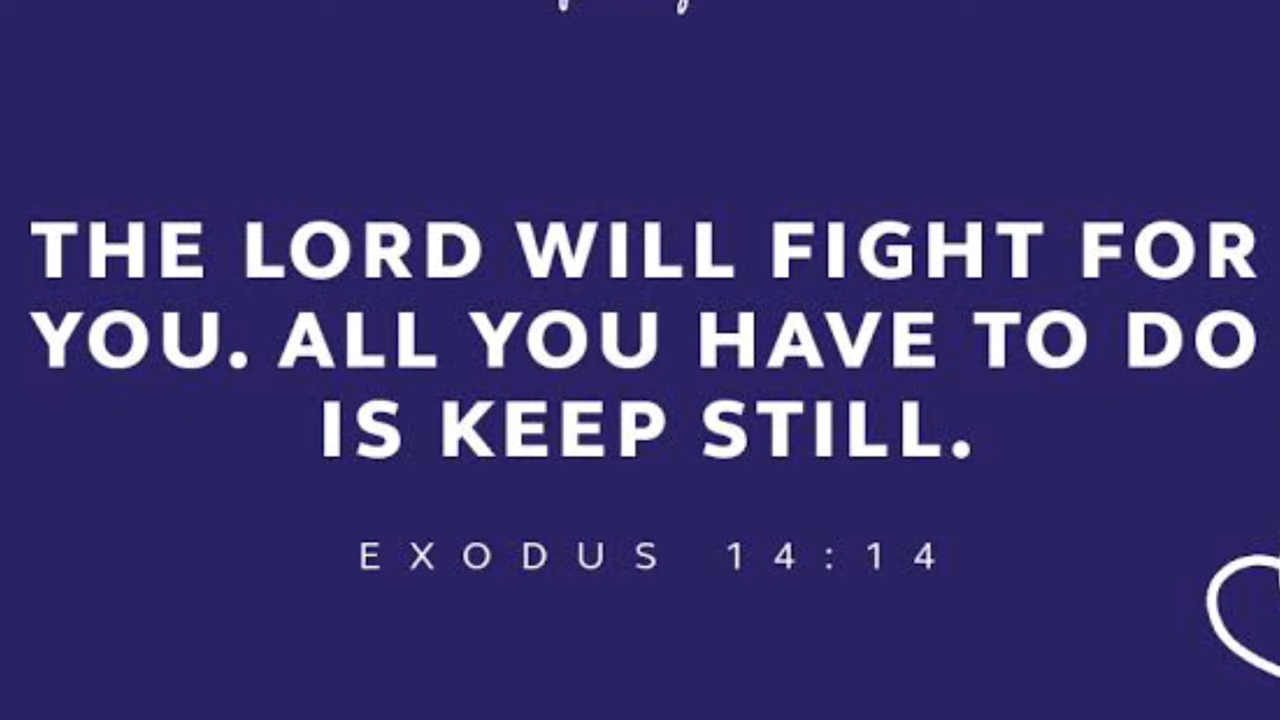 THE LORD WILL FIGHT FOR
YOU. ALL YOU HAVE TO DO
IS KEEP STILL.
EXODUS 14:14